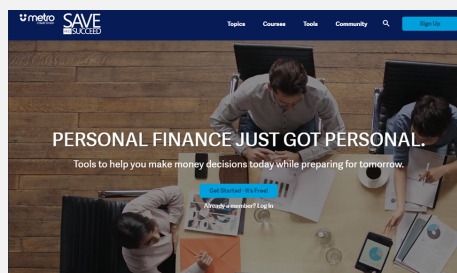 metro
SAVE
AND SUCCEED
Topics
Courses
Tools
Community
Sign Up
PERSONAL FINANCE JUST GOT PERSONAL.
Tools to help you make money decisions today while preparing for tomorrow.
Get Started - It's Free!
Already a member? Log In